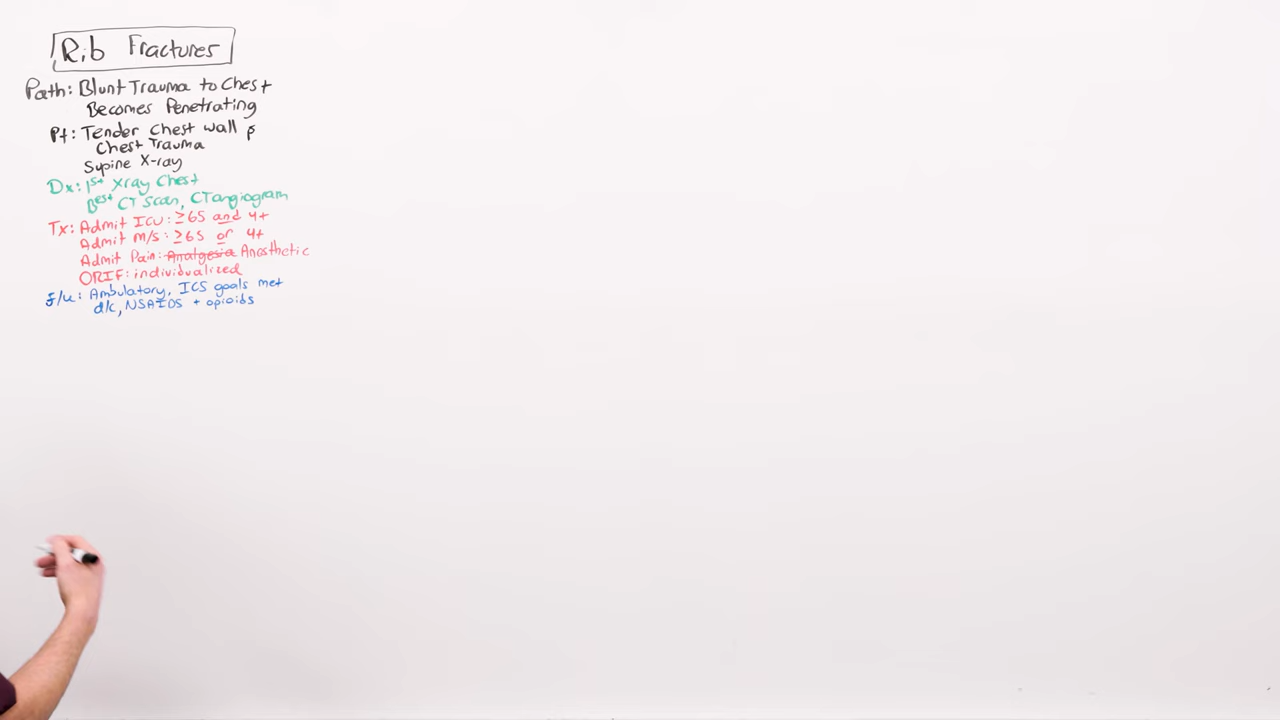 Rib Fractures
Path: Blunt Trauma to Chest
Becomes Penetrating
Pt: Tender Chest wall p̄
Chest Trauma
Supine X-ray
Dx: 1st Xray Chest
Best CT Scan, CTangiogram
Tx: Admit ICU: ≥65 and 4+
Admit M/S: ≥65 or 4+
Admit Pain: Analgesia Anesthetic
ORIF: individualized
f/u: Ambulatory, ICS goals met
d/c, NSAIDS + opioids